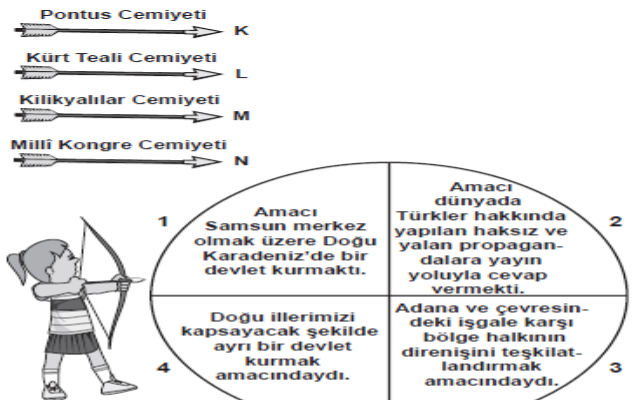 Pontus Cemiyeti
K
Kürt Teali Cemiyeti
L
Kilikyalılar Cemiyeti
M
Millî Kongre Cemiyeti
N
1
Amacı
Samsun merkez
olmak üzere Doğu
Karadeniz'de bir
devlet kurmaktı.
Amacı
dünyada
Türkler hakkında
yapılan haksız ve
yalan propagan-
dalara yayın
yoluyla cevap
vermekti.
2
4
Doğu illerimizi
kapsayacak şekilde
ayrı bir devlet
kurmak
amacındaydı.
Adana ve çevresin-
deki işgale karşı
bölge halkının
direnişini teşkilat-
landırmak
amacındaydı.
3